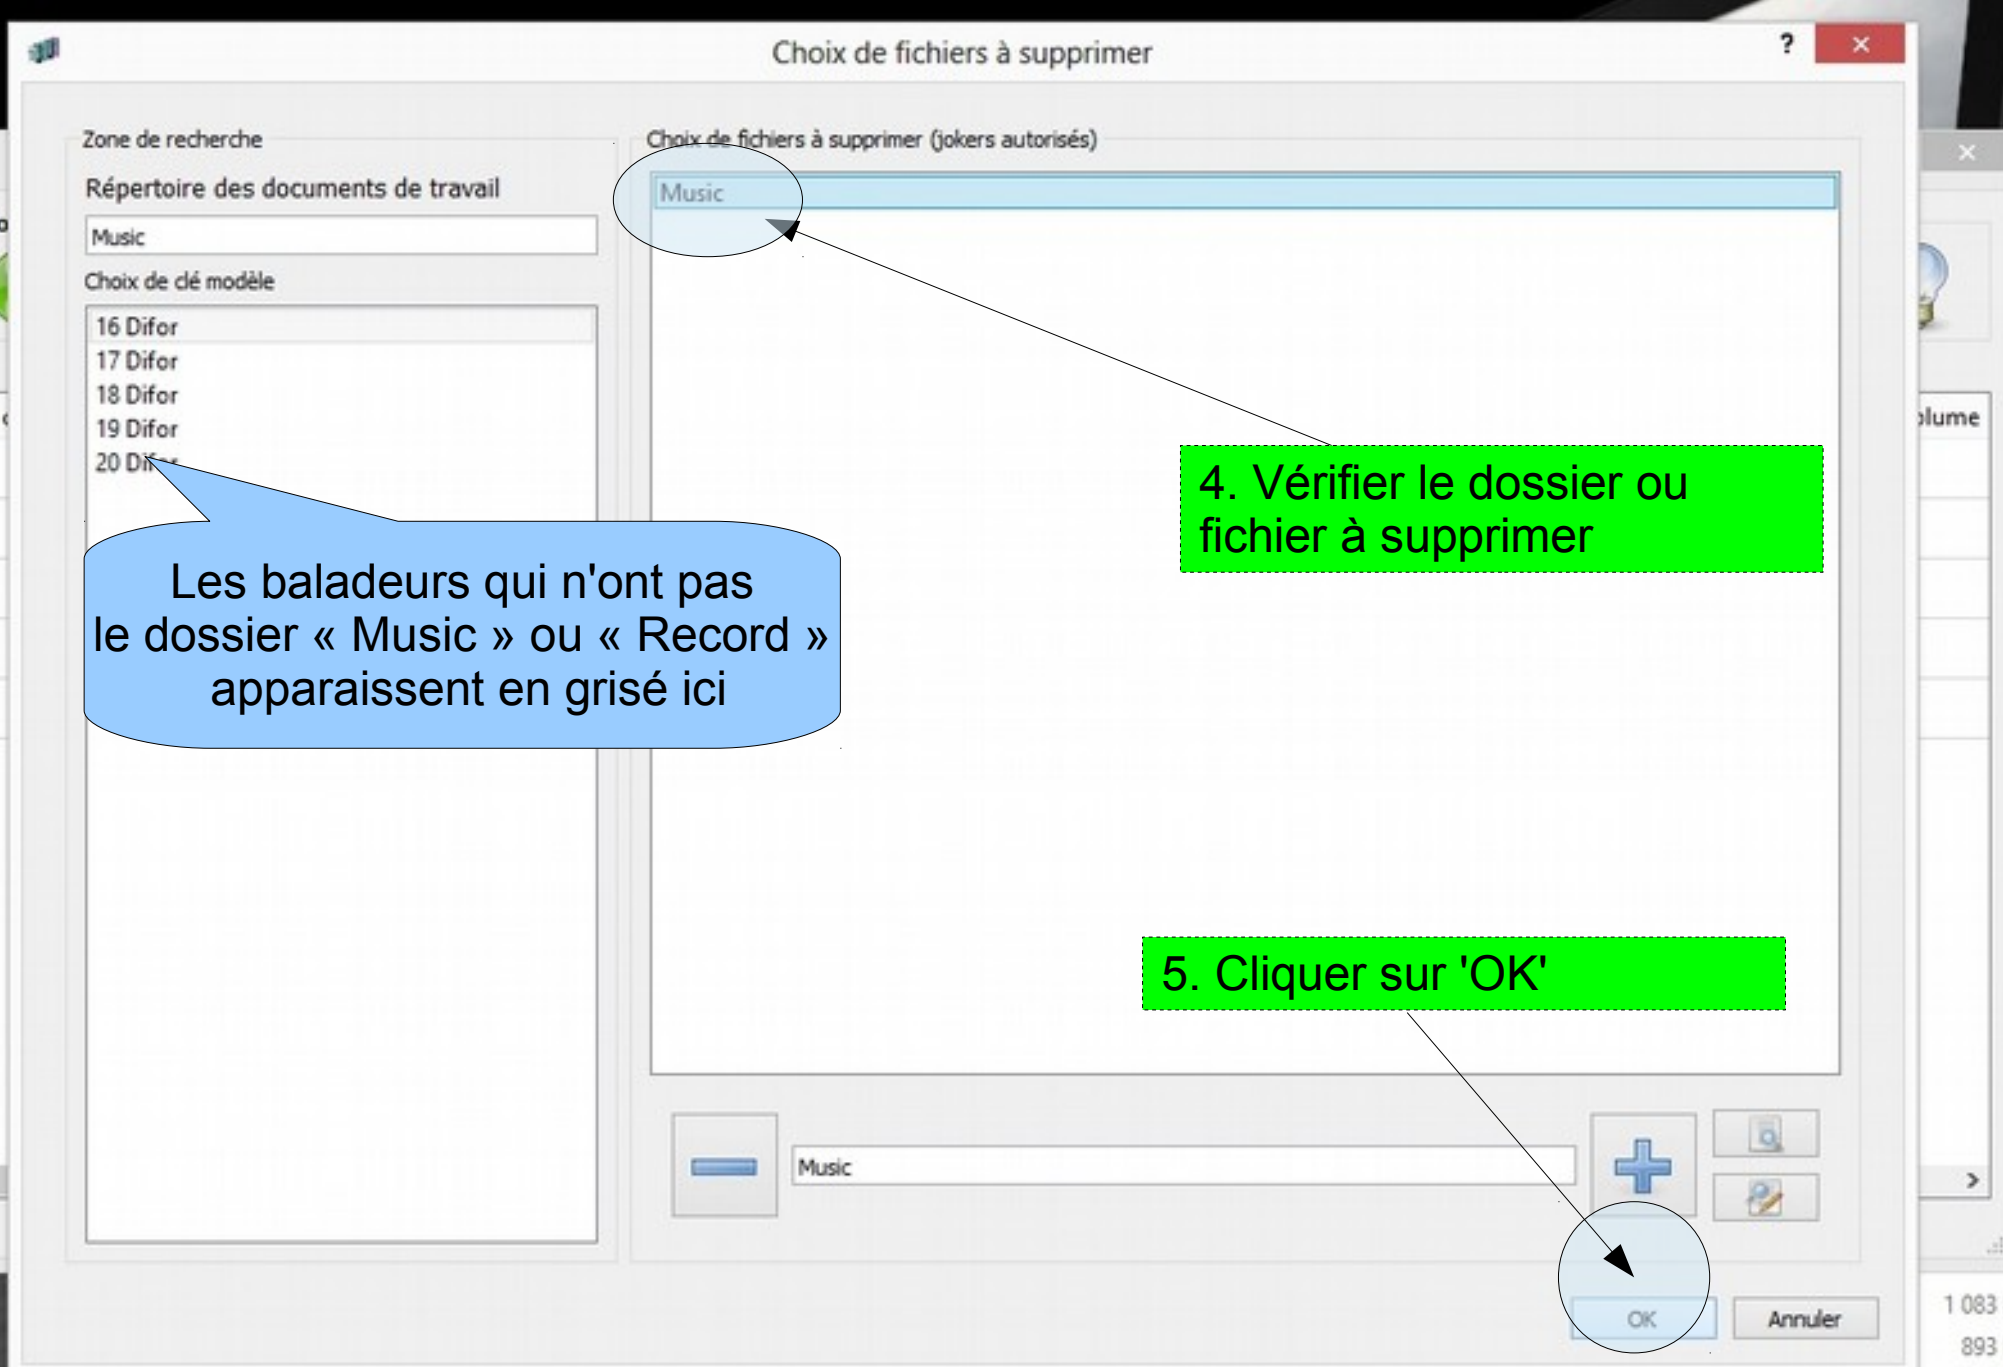 Choix de fichiers à supprimer
?
Zone de recherche
Répertoire des documents de travail
Music
Choix de clé modèle
16 Difor
17 Difor
18 Difor
19 Difor
20 Difor
Les baladeurs qui n'ont pas
le dossier « Music » ou « Record »
apparaissent en grisé ici
Choix de fichiers à supprimer (jokers autorisés)
Music
4. Vérifier le dossier ou
fichier à supprimer
5. Cliquer sur 'OK'
Music
OK
Annuler
olume
1 083
893